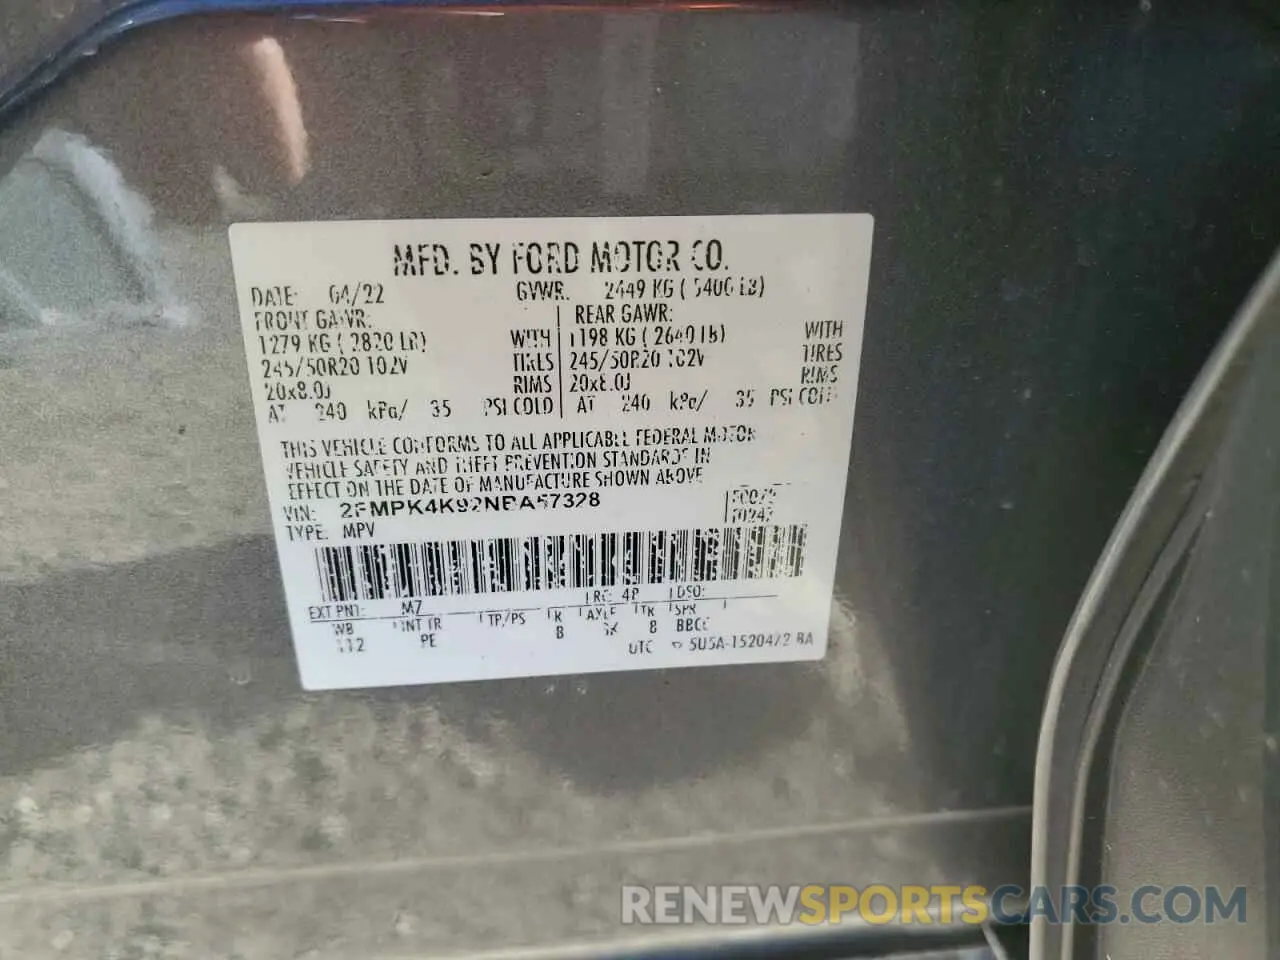 MFD. BY FORD MOTOR CO.
DATE: 04/22 GVWR: 2449 KG ( 5400 LB)
FRONT GAWR: REAR GAWR:
1279 KG ( 2820 LB) WITH 1198 KG ( 2640 LB) WITH
245/50R20 102V TIRES 245/50R20 102V TIRES
20x8.0J RIMS 20x8.0J RIMS
AT 240 kPa/ 35 PSI COLD AT 240 kPa/ 35 PSI COLD
THIS VEHICLE CONFORMS TO ALL APPLICABLE FEDERAL MOTOR
VEHICLE SAFETY AND THEFT PREVENTION STANDARDS IN
EFFECT ON THE DATE OF MANUFACTURE SHOWN ABOVE
VIN: 2FMPK4K92NBA57328
TYPE: MPV
EXT PNT: M7 RC: 48 DSO:
WB INT TR TP/PS R AXLE TR SPR
112 PE B 8
UTC
RENEWSPORTSCARS.COM